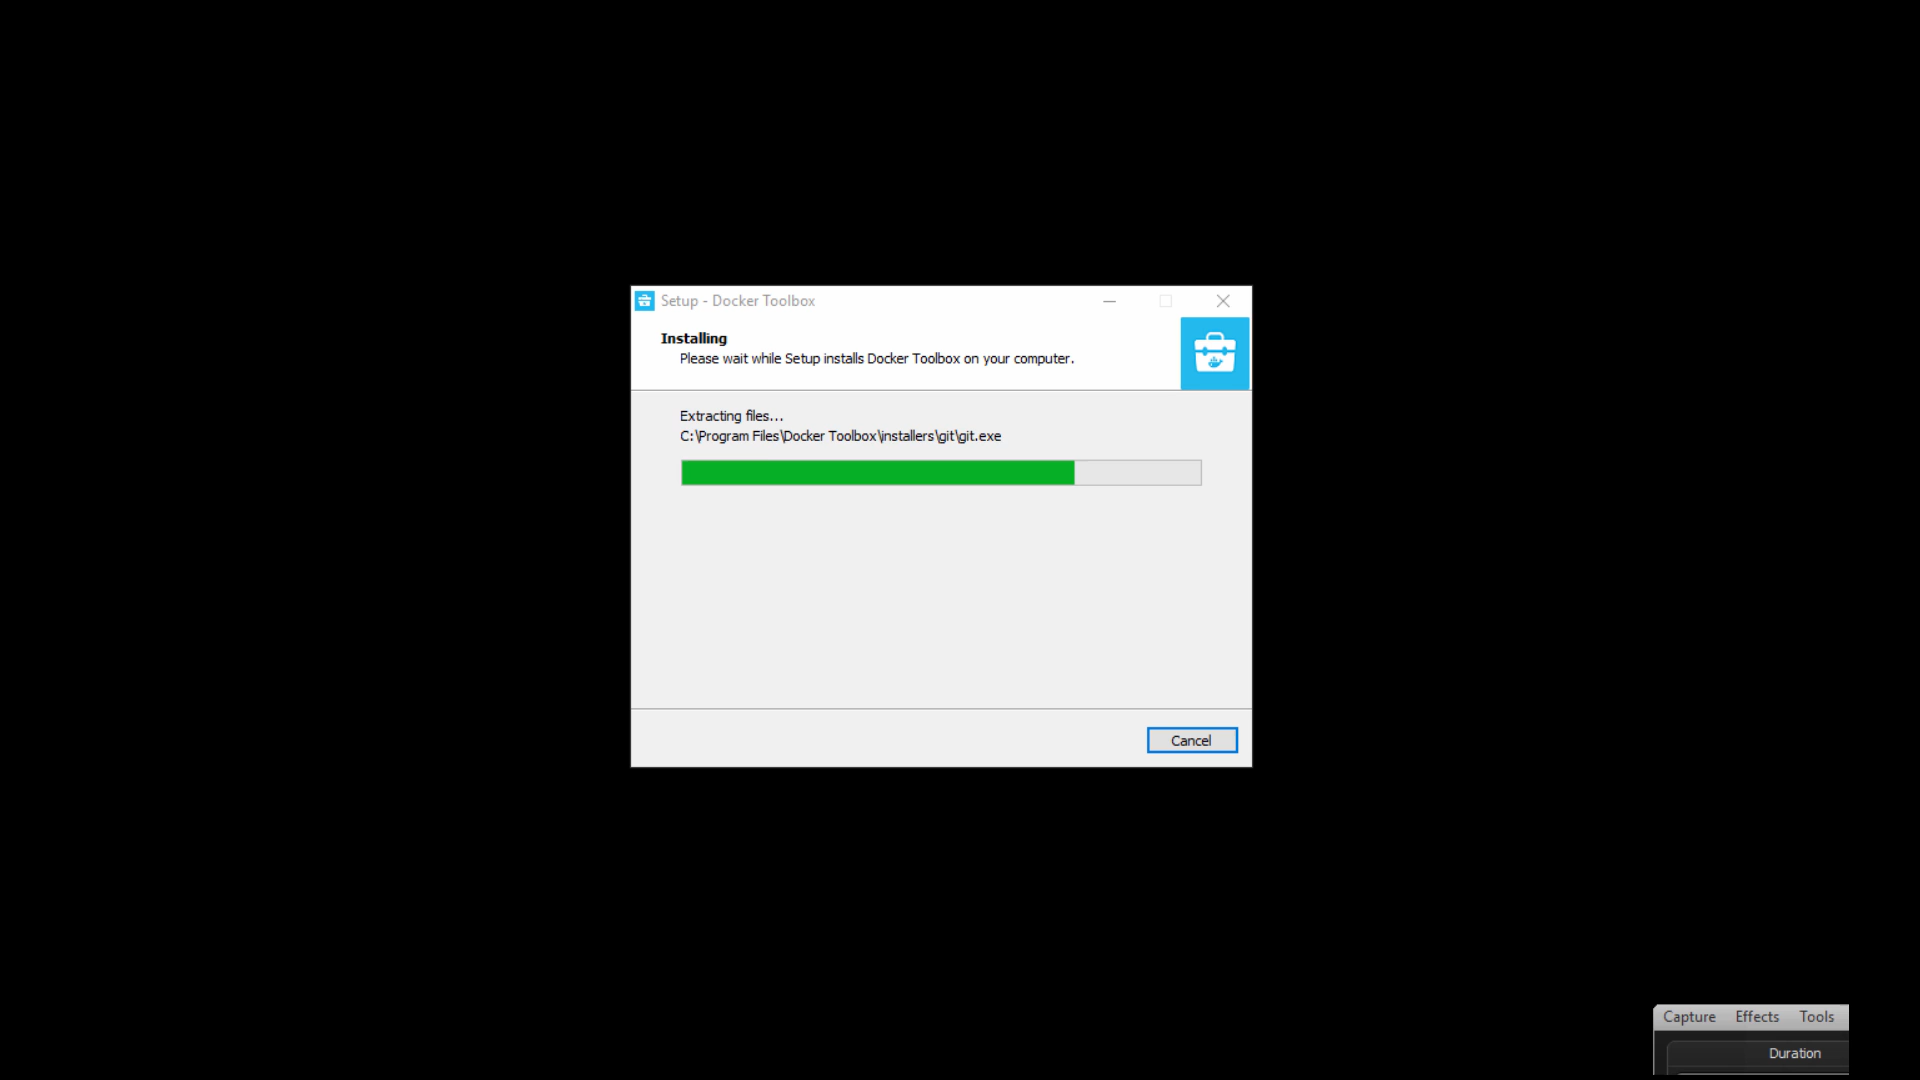 Setup - Docker Toolbox
Installing
Please wait while Setup installs Docker Toolbox on your computer.
Extracting files...
C:\Program Files\Docker Toolbox\installers\git\git.exe
Cancel
Capture Effects Tools
Duration